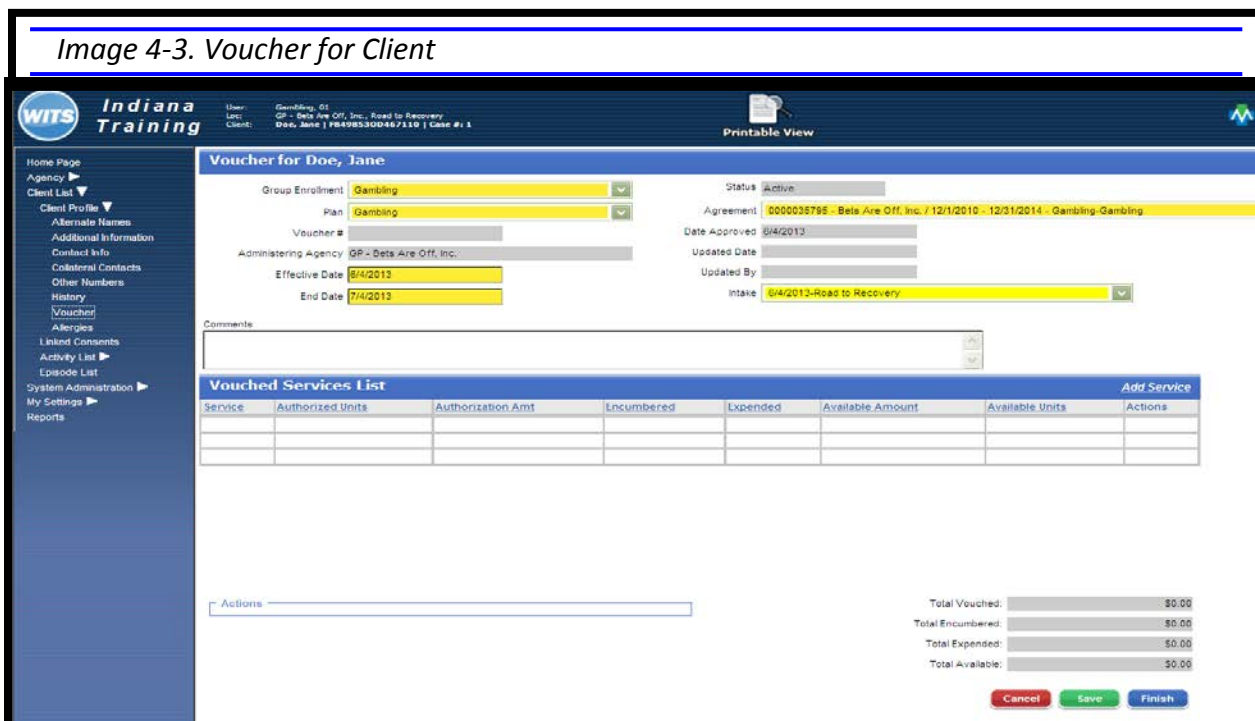 Image 4-3. Voucher for Client
WITS
Indiana
Training
User: Gambling, 01
Loc: GP - Bets Are Off, Inc., Road to Recovery
Client: Doe, Jane | F84985300467110 | Case #: 1
Printable View
Home Page
Agency
Client List
Client Profile
Alternate Names
Additional Information
Contact Info
Collateral Contacts
Other Numbers
History
Voucher
Allergies
Linked Consents
Activity List
Episode List
System Administration
My Settings
Reports
Voucher for Doe, Jane
Group Enrollment Gambling
Plan Gambling
Voucher #
Administering Agency GP - Bets Are Off, Inc.
Effective Date 6/4/2013
End Date 7/4/2013
Status Active
Agreement 0000035795 - Bets Are Off, Inc. / 12/1/2010 - 12/31/2014 - Gambling-Gambling
Date Approved 6/4/2013
Updated Date
Updated By
Intake 6/4/2013-Road to Recovery
Comments
Vouched Services List Add Service
Service Authorized Units Authorization Amt Encumbered Expended Available Amount Available Units Actions
Actions
Total Vouched: $0.00
Total Encumbered: $0.00
Total Expended: $0.00
Total Available: $0.00
Cancel Save Finish